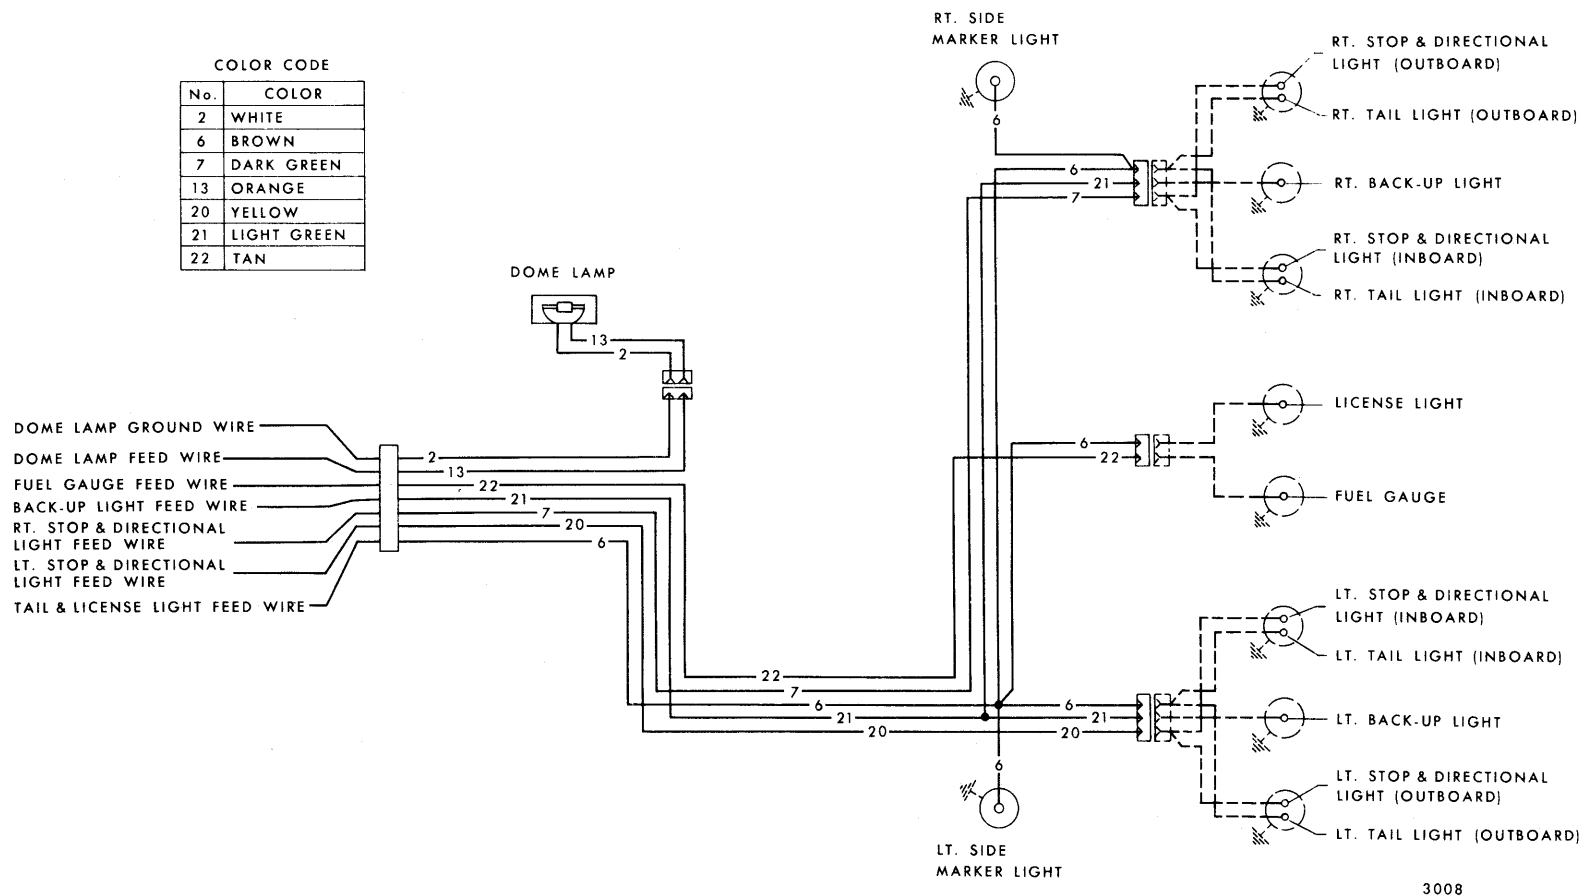 COLOR CODE
No. COLOR
2 WHITE
6 BROWN
7 DARK GREEN
13 ORANGE
20 YELLOW
21 LIGHT GREEN
22 TAN
DOME LAMP
13
2
DOME LAMP GROUND WIRE
DOME LAMP FEED WIRE
FUEL GAUGE FEED WIRE
BACK-UP LIGHT FEED WIRE
RT. STOP & DIRECTIONAL
LIGHT FEED WIRE
LT. STOP & DIRECTIONAL
LIGHT FEED WIRE
TAIL & LICENSE LIGHT FEED WIRE
2
13
22
21
7
20
6
22
7
6
21
20
RT. SIDE
MARKER LIGHT
6
6
21
7
RT. STOP & DIRECTIONAL
LIGHT (OUTBOARD)
RT. TAIL LIGHT (OUTBOARD)
RT. BACK-UP LIGHT
RT. STOP & DIRECTIONAL
LIGHT (INBOARD)
RT. TAIL LIGHT (INBOARD)
6
22
LICENSE LIGHT
FUEL GAUGE
6
21
20
LT. STOP & DIRECTIONAL
LIGHT (INBOARD)
LT. TAIL LIGHT (INBOARD)
LT. BACK-UP LIGHT
LT. STOP & DIRECTIONAL
LIGHT (OUTBOARD)
LT. TAIL LIGHT (OUTBOARD)
6
LT. SIDE
MARKER LIGHT
3008